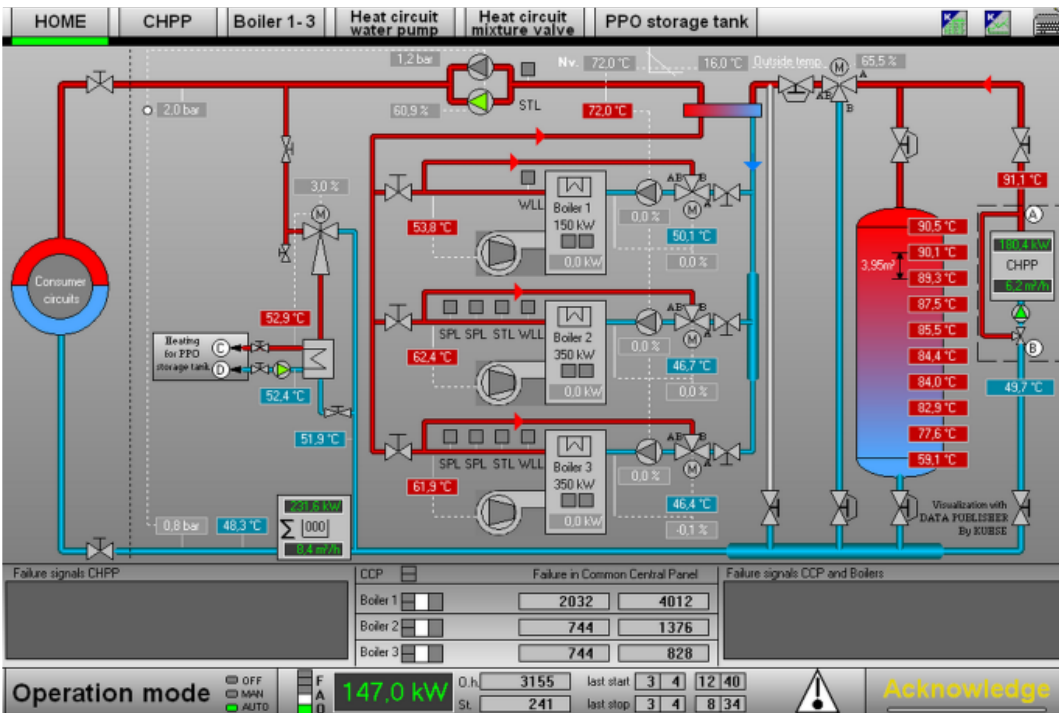 HOME
CHPP
Boiler 1-3
Heat circuit
water pump
Heat circuit
mixture valve
PPO storage tank
1,2 bar
Nv. 72,0 °C
16,0 °C Outside temp.
M 65,5 %
A
AB
B
2,0 bar
60,9 %
STL
72,0 °C
3,0 %
M
WLL
Boiler 1
150 kW
0,0 kW
AB B
A
M
0,0 %
53,8 °C
50,1 °C
0,0 %
91,1 °C
A
180,4 kW
CHPP
6,2 m³/h
B
49,7 °C
90,5 °C
90,1 °C
3,95m³
89,3 °C
87,5 °C
85,5 °C
84,4 °C
84,0 °C
82,9 °C
77,6 °C
59,1 °C
Consumer
circuits
52,9 °C
Heating
for PPO
storage tank
C
D
52,4 °C
51,9 °C
SPL SPL STL WLL
Boiler 2
350 kW
0,0 kW
AB B
A
M
0,0 %
62,4 °C
46,7 °C
0,0 %
SPL SPL STL WLL
Boiler 3
350 kW
0,0 kW
AB B
A
M
0,0 %
61,9 °C
46,4 °C
-0,1 %
0,8 bar
48,3 °C
231,6 kW
Σ 000
8,4 m³/h
Visualization with
DATA PUBLISHER
By KUHSE
Failure signals CHPP
CCP
Failure in Common Central Panel
Failure signals CCP and Boilers
Boiler 1 2032 4012
Boiler 2 744 1376
Boiler 3 744 828
Operation mode
OFF
MAN
AUTO
F
A
0
147,0 kW
O.h. 3155 last start 3 4 12 40
St. 241 last stop 3 4 8 34
Acknowledge